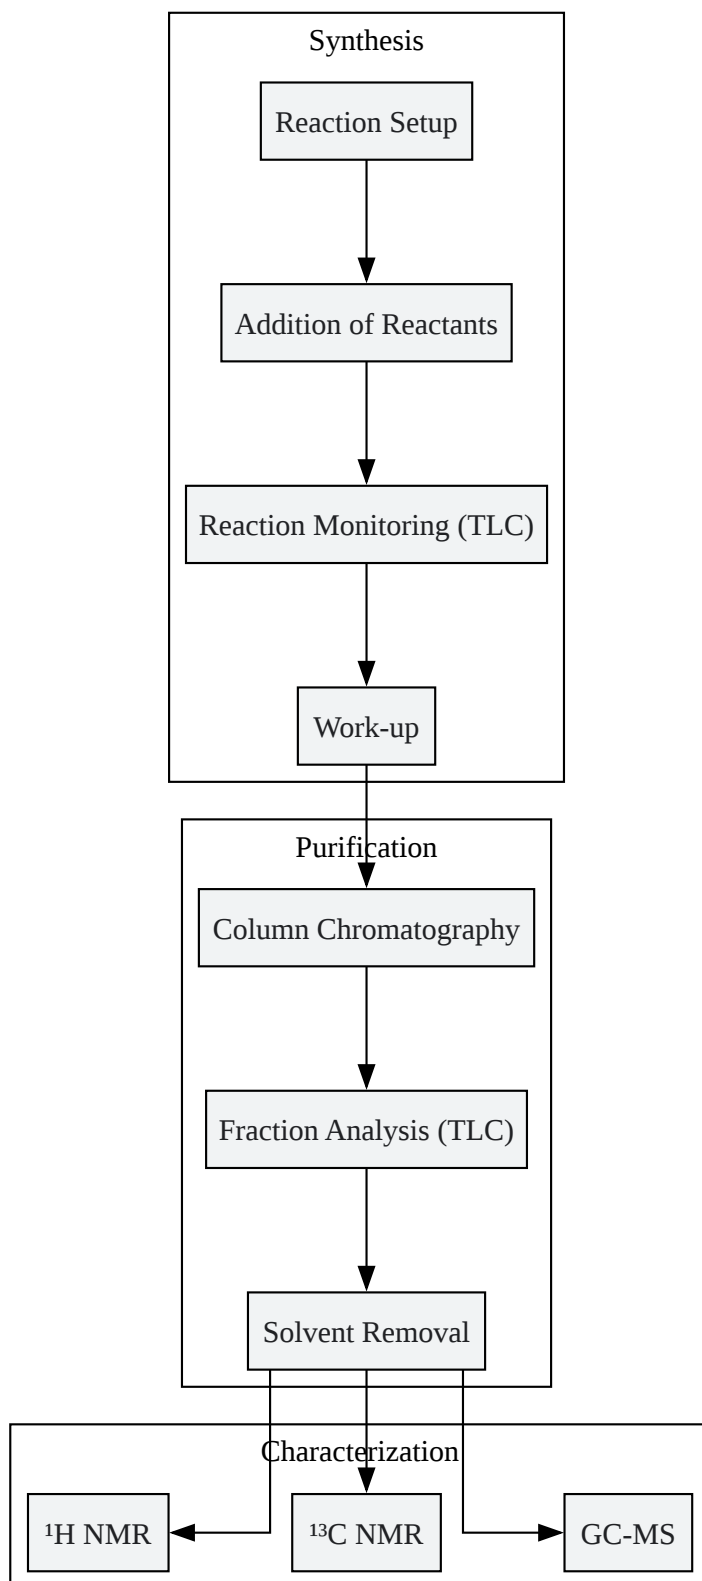 Synthesis
Reaction Setup
Addition of Reactants
Reaction Monitoring (TLC)
Work-up
Purification
Column Chromatography
Fraction Analysis (TLC)
Solvent Removal
Characterization
¹H NMR
¹³C NMR
GC-MS